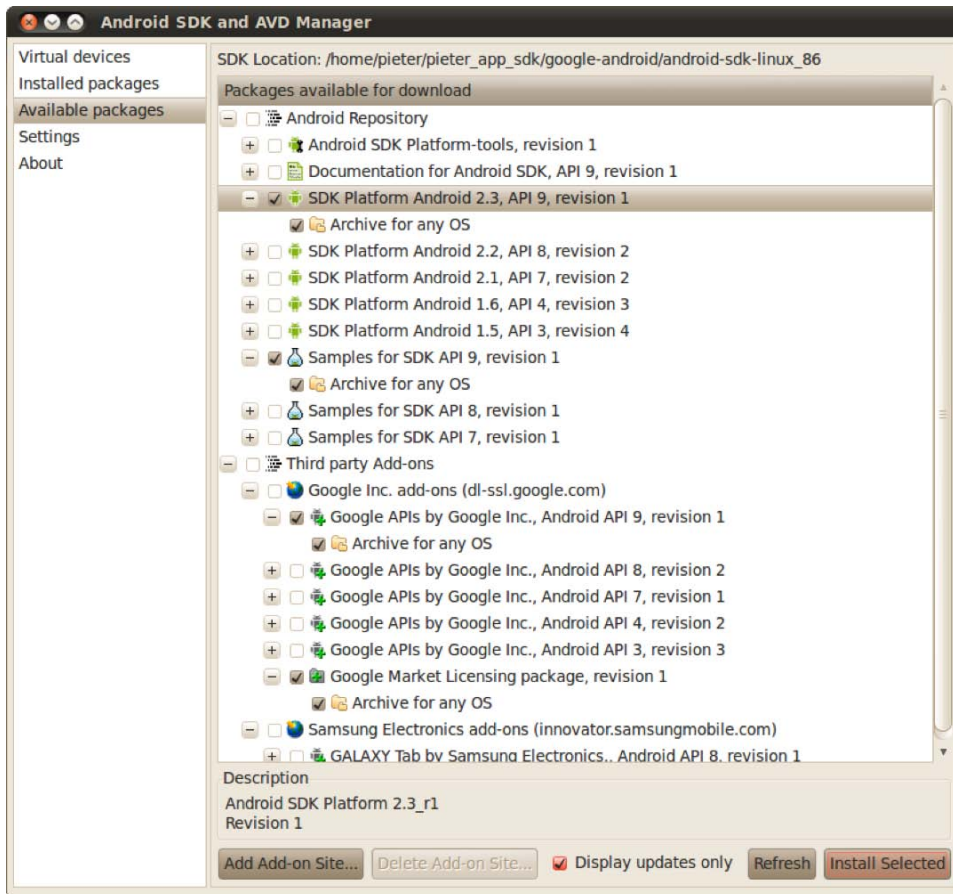 Android SDK and AVD Manager
Virtual devices
Installed packages
Available packages
Settings
About
SDK Location: /home/pieter/pieter_app_sdk/google-android/android-sdk-linux_86
Packages available for download
Android Repository
Android SDK Platform-tools, revision 1
Documentation for Android SDK, API 9, revision 1
SDK Platform Android 2.3, API 9, revision 1
Archive for any OS
SDK Platform Android 2.2, API 8, revision 2
SDK Platform Android 2.1, API 7, revision 2
SDK Platform Android 1.6, API 4, revision 3
SDK Platform Android 1.5, API 3, revision 4
Samples for SDK API 9, revision 1
Archive for any OS
Samples for SDK API 8, revision 1
Samples for SDK API 7, revision 1
Third party Add-ons
Google Inc. add-ons (dl-ssl.google.com)
Google APIs by Google Inc., Android API 9, revision 1
Archive for any OS
Google APIs by Google Inc., Android API 8, revision 2
Google APIs by Google Inc., Android API 7, revision 1
Google APIs by Google Inc., Android API 4, revision 2
Google APIs by Google Inc., Android API 3, revision 3
Google Market Licensing package, revision 1
Archive for any OS
Samsung Electronics add-ons (innovator.samsungmobile.com)
GALAXY Tab by Samsung Electronics., Android API 8, revision 1
Description
Android SDK Platform 2.3_r1
Revision 1
Add Add-on Site...
Delete Add-on Site...
Display updates only
Refresh
Install Selected